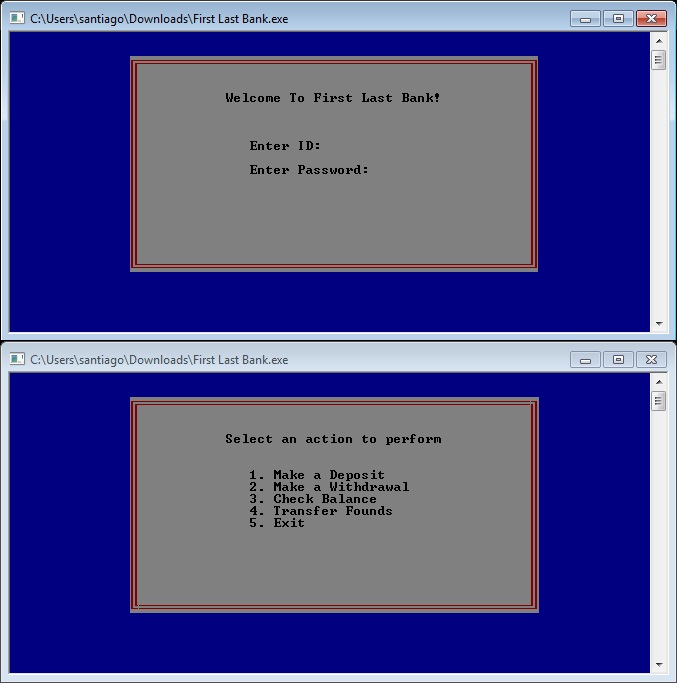 C:\Users\santiago\Downloads\First Last Bank.exe
Welcome To First Last Bank!
Enter ID:
Enter Password:
C:\Users\santiago\Downloads\First Last Bank.exe
Select an action to perform
1. Make a Deposit
2. Make a Withdrawal
3. Check Balance
4. Transfer Founds
5. Exit